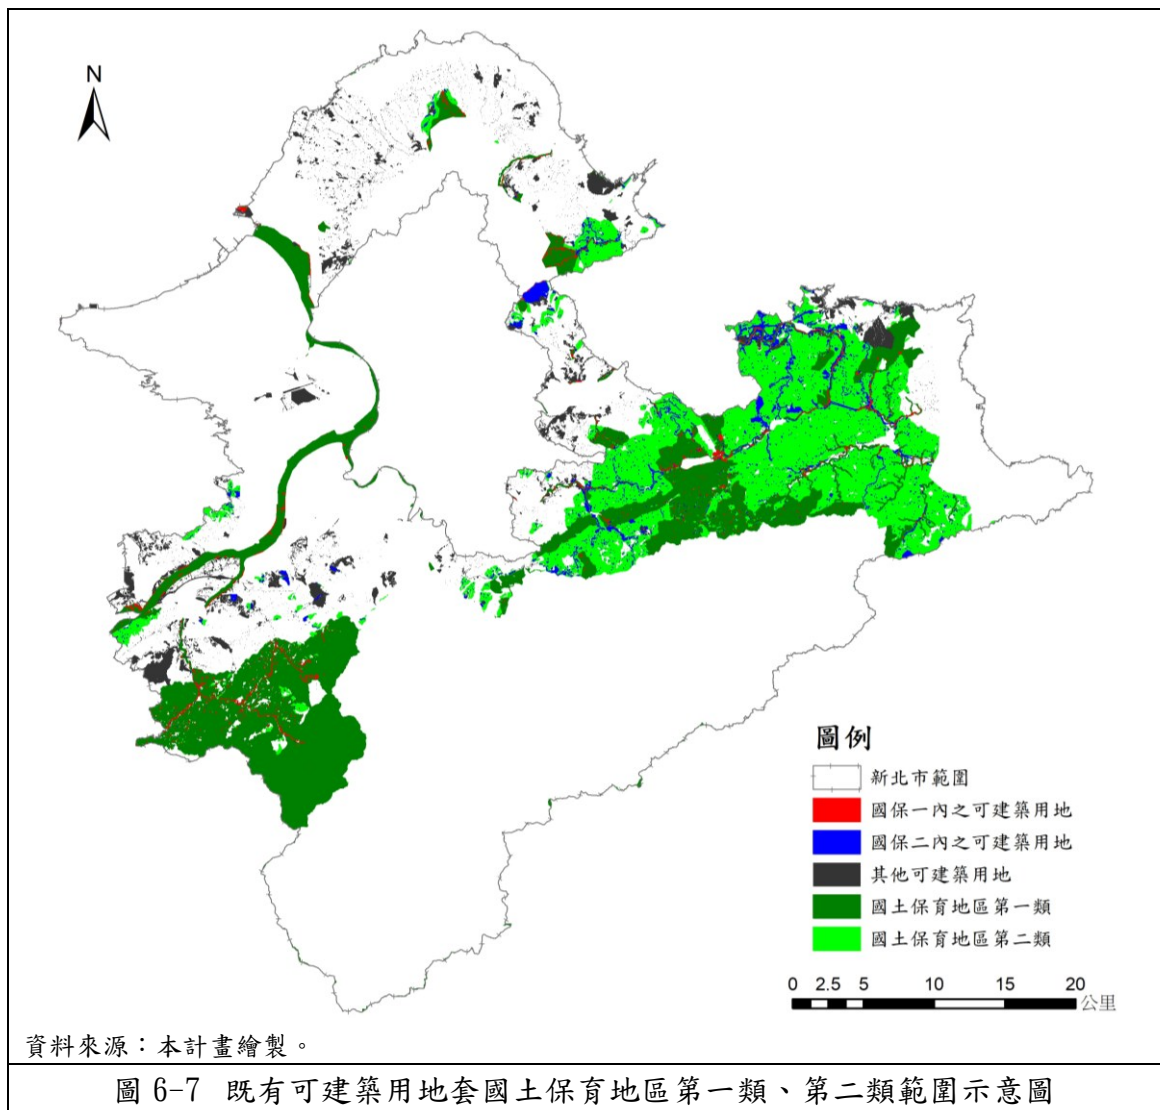 N
圖例
新北市範圍
國保一內之可建築用地
國保二內之可建築用地
其他可建築用地
國土保育地區第一類
國土保育地區第二類
0 2.5 5 10 15 20
公里
資料來源：本計畫繪製。
圖 6-7 既有可建築用地套國土保育地區第一類、第二類範圍示意圖